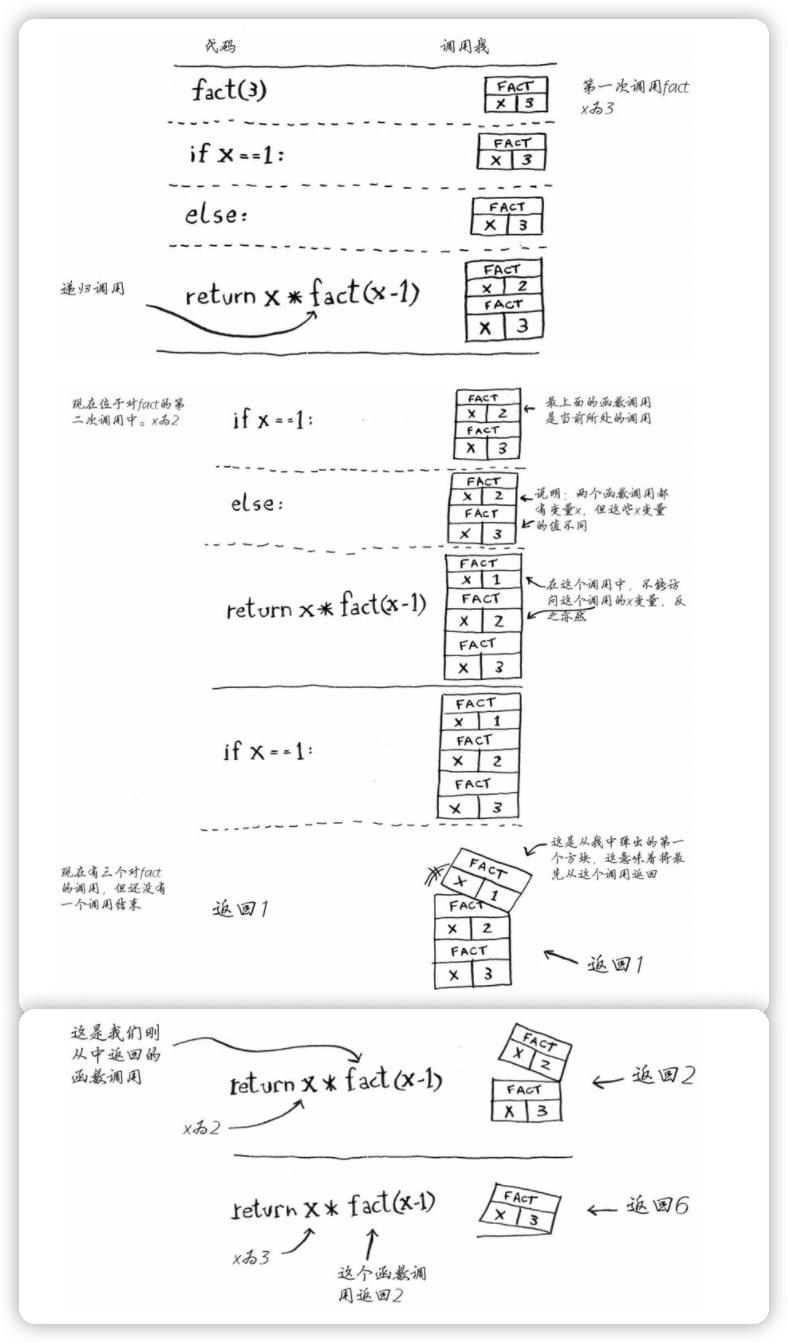 代码
调用栈
fact(3)
FACT
X 3
第一次调用fact
x为3
if x==1:
FACT
X 3
else:
FACT
X 3
递归调用
return x * fact(x-1)
FACT
X 2
FACT
X 3
现在位于对fact的第
二次调用中。x为2
if x==1:
FACT
X 2
FACT
X 3
最上面的函数调用
是当前所处的调用
else:
FACT
X 2
FACT
X 3
说明：两个函数调用都
有变量x，但这些x变量
的值不同
return x * fact(x-1)
FACT
X 1
FACT
X 2
FACT
X 3
在这个调用中，不能访
问这个调用的x变量，反
之亦然
if x==1:
FACT
X 1
FACT
X 2
FACT
X 3
现在有三个对fact
的调用，但还没有
一个调用结束
返回1
FACT
X 1
FACT
X 2
FACT
X 3
这是从栈中弹出的第一
个方块，这意味着将最
先从这个调用返回
返回1
这是我们刚
从中返回的
函数调用
return x * fact(x-1)
x为2
FACT
X 2
FACT
X 3
返回2
return x * fact(x-1)
x为3
这个函数调
用返回2
FACT
X 3
返回6